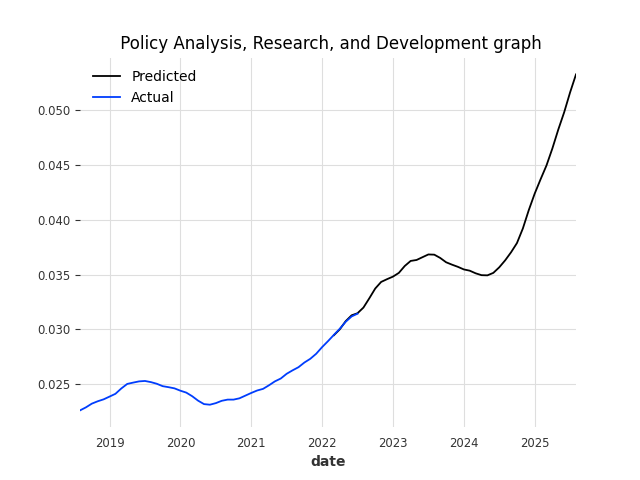 Policy Analysis, Research, and Development graph
Predicted
Actual
0.050
0.045
0.040
0.035
0.030
0.025
2019 2020 2021 2022 2023 2024 2025
date